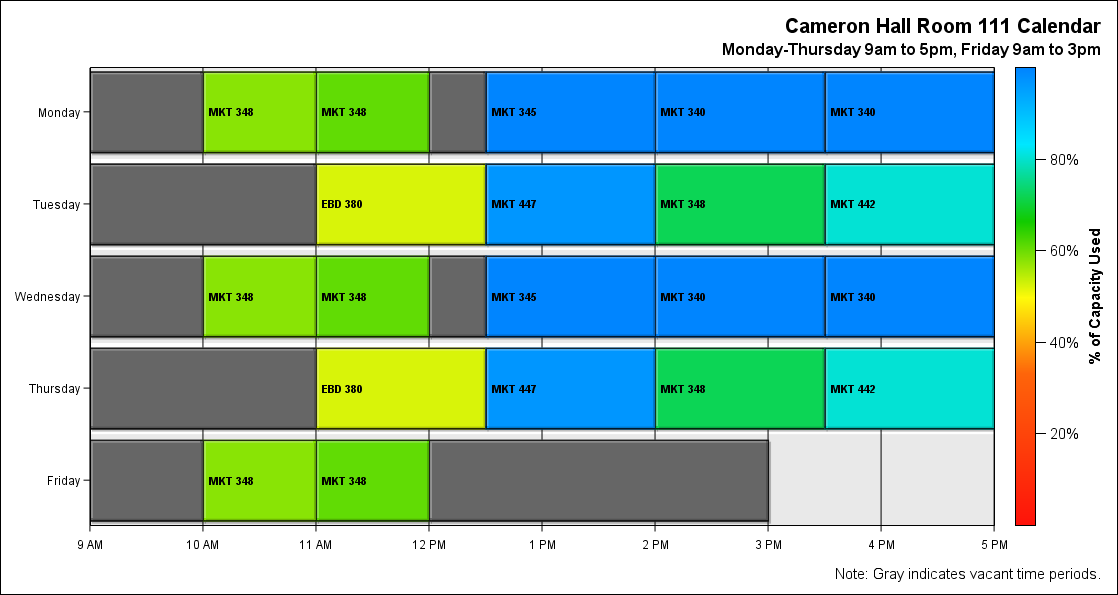 Cameron Hall Room 111 Calendar
Monday-Thursday 9am to 5pm, Friday 9am to 3pm
Monday
MKT 348
MKT 348
MKT 345
MKT 340
MKT 340
Tuesday
EBD 380
MKT 447
MKT 348
MKT 442
Wednesday
MKT 348
MKT 348
MKT 345
MKT 340
MKT 340
Thursday
EBD 380
MKT 447
MKT 348
MKT 442
Friday
MKT 348
MKT 348
9 AM
10 AM
11 AM
12 PM
1 PM
2 PM
3 PM
4 PM
5 PM
80%
60%
40%
20%
% of Capacity Used
Note: Gray indicates vacant time periods.